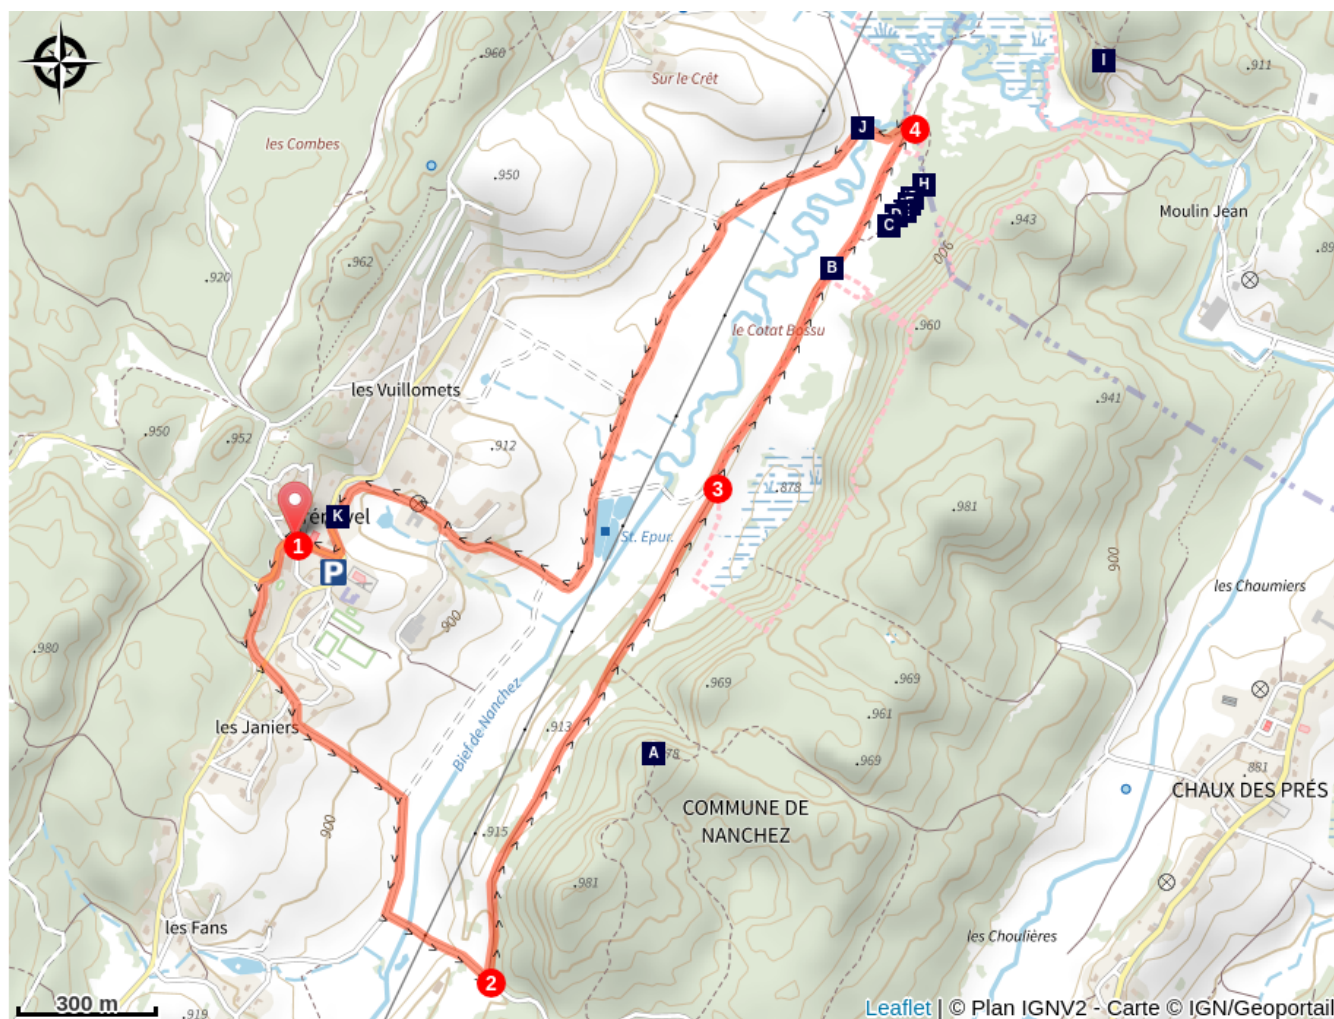 .960
Sur le Crêt
I
.911
les Combes
J
4
.950
H
C
.943
Moulin Jean
.920
.962
B
900
.960
le Cotat Bossu
les Vuillomets
.941
.950
.952
.912
.878
K
3
.981
1
St. Epur.
P
900
les Chaumiers
900
.980
.969
.969
.961
Bief de Nanchez
les Janiers
.913
A
.969
.881
CHAUX DES PRÉS
COMMUNE DE
NANCHEZ
900
.915
.981
les Fans
les Choulières
2
300 m
.919
Leaflet | © Plan IGNV2 - Carte © IGN/Geoportail